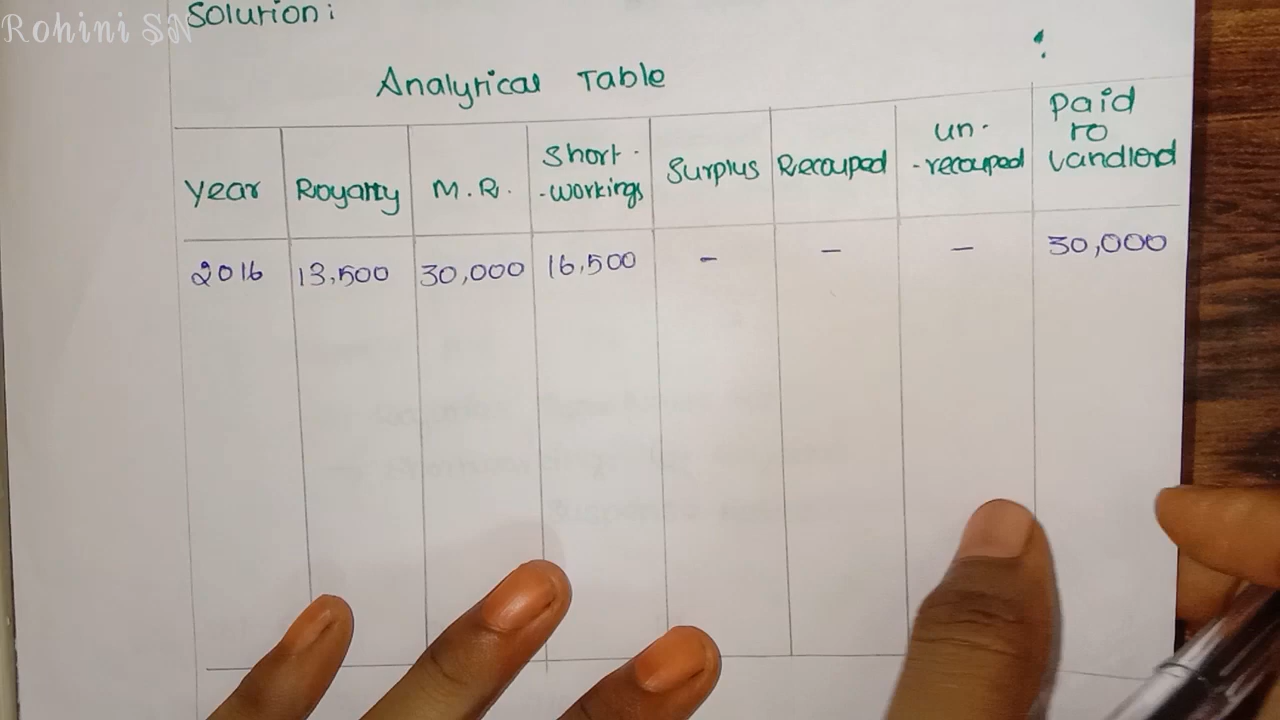 Rohini SN
Solution:
Analytical Table
Year Royalty M.R. Short-
-workings Surplus Recouped un-
-recouped Paid
to
Landlord
2016 13,500 30,000 16,500 - - - 30,000